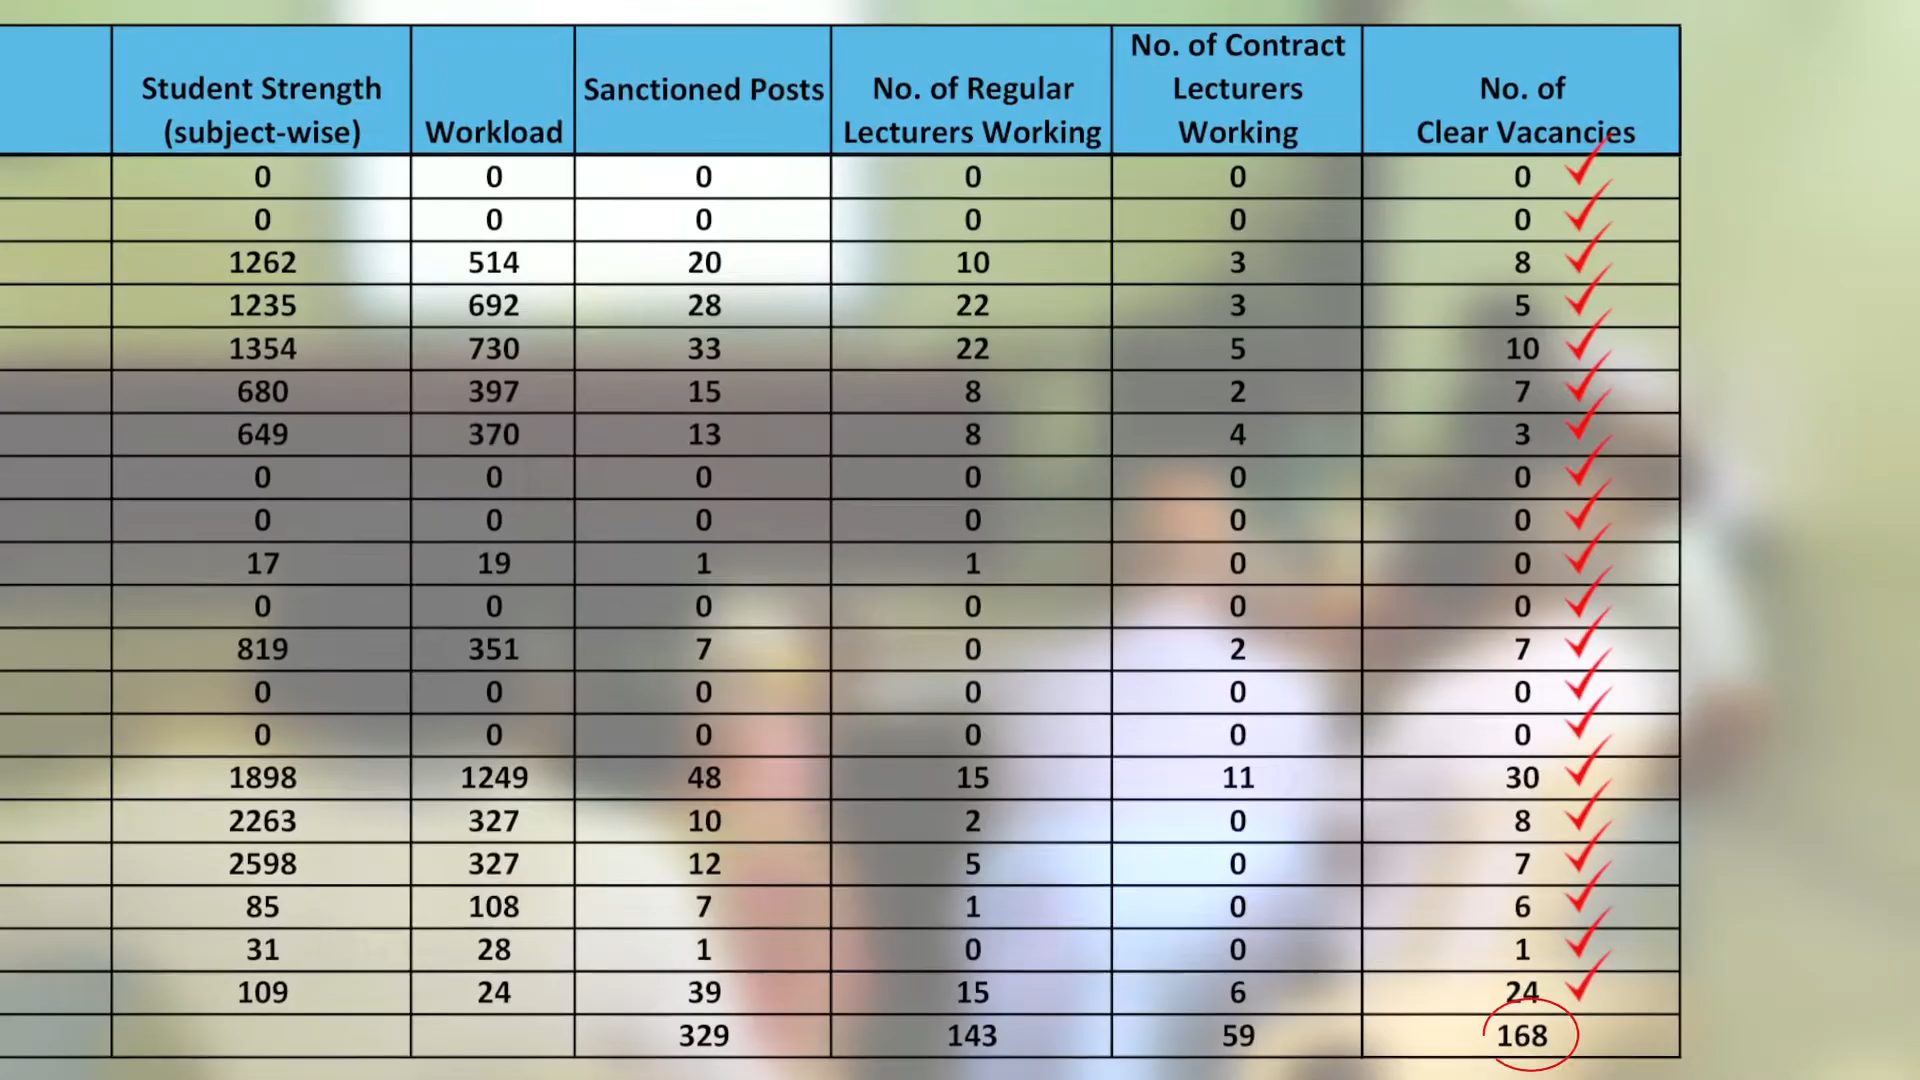 Student Strength (subject-wise) Workload Sanctioned Posts No. of Regular Lecturers Working No. of Contract Lecturers Working No. of Clear Vacancies
0 0 0 0 0 0
0 0 0 0 0 0
1262 514 20 10 3 8
1235 692 28 22 3 5
1354 730 33 22 5 10
680 397 15 8 2 7
649 370 13 8 4 3
0 0 0 0 0 0
0 0 0 0 0 0
17 19 1 1 0 0
0 0 0 0 0 0
819 351 7 0 2 7
0 0 0 0 0 0
0 0 0 0 0 0
1898 1249 48 15 11 30
2263 327 10 2 0 8
2598 327 12 5 0 7
85 108 7 1 0 6
31 28 1 0 0 1
109 24 39 15 6 24
329 143 59 168